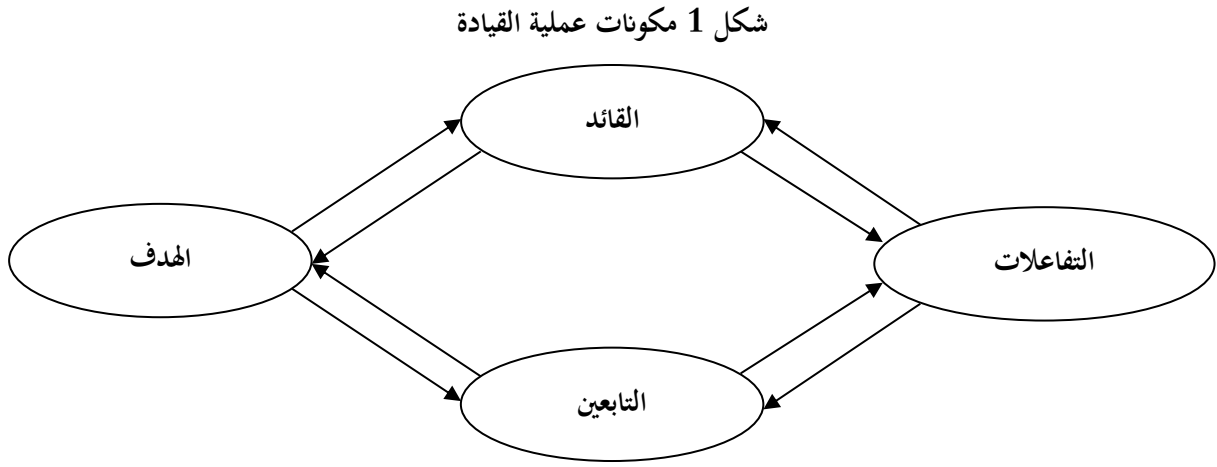 شكل 1 مكونات عملية القيادة
القائد
التفاعلات
الهدف
التابعين